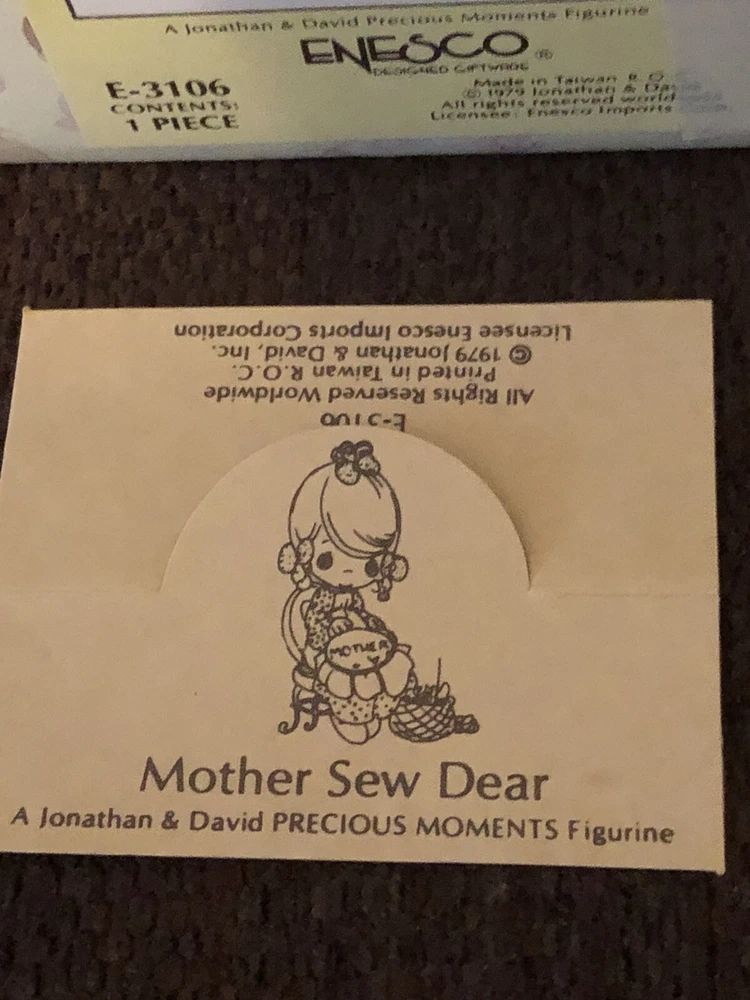 A Jonathan & David Precious Moments Figurine
ENESCO ®
DESIGNED GIFTWARE
E-3106
CONTENTS:
1 PIECE
Made in Taiwan R.O
© 1979 Jonathan & Da
All rights reserved world
Licensee: Enesco Imports
Licensee Enesco Imports Corporation
© 1979 Jonathan & David, Inc.
Printed in Taiwan R.O.C.
All Rights Reserved Worldwide
E-3106
MOTHER
Mother Sew Dear
A Jonathan & David PRECIOUS MOMENTS Figurine